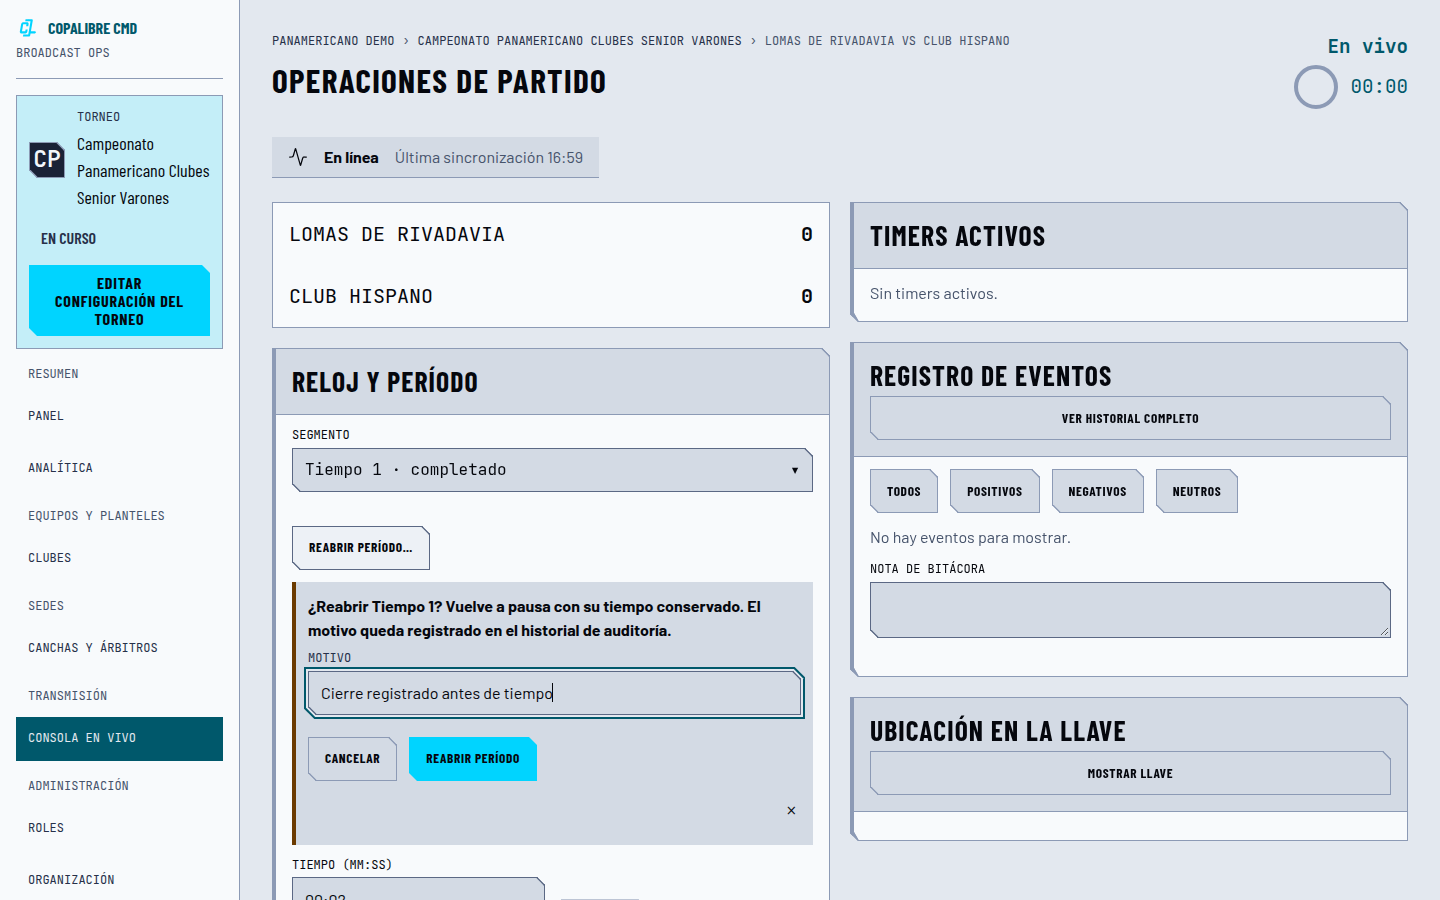 COPALIBRE CMD
BROADCAST OPS
TORNEO
CP
Campeonato
Panamericano Clubes
Senior Varones
EN CURSO
EDITAR
CONFIGURACIÓN DEL
TORNEO
RESUMEN
PANEL
ANALÍTICA
EQUIPOS Y PLANTELES
CLUBES
SEDES
CANCHAS Y ÁRBITROS
TRANSMISIÓN
CONSOLA EN VIVO
ADMINISTRACIÓN
ROLES
ORGANIZACIÓN
PANAMERICANO DEMO › CAMPEONATO PANAMERICANO CLUBES SENIOR VARONES › LOMAS DE RIVADAVIA VS CLUB HISPANO
OPERACIONES DE PARTIDO
En vivo
00:00
En línea Última sincronización 16:59
LOMAS DE RIVADAVIA 0
CLUB HISPANO 0
RELOJ Y PERÍODO
SEGMENTO
Tiempo 1 · completado
REABRIR PERÍODO...
¿Reabrir Tiempo 1? Vuelve a pausa con su tiempo conservado. El
motivo queda registrado en el historial de auditoría.
MOTIVO
Cierre registrado antes de tiempo
CANCELAR REABRIR PERÍODO
×
TIEMPO (MM:SS)
TIMERS ACTIVOS
Sin timers activos.
REGISTRO DE EVENTOS
VER HISTORIAL COMPLETO
TODOS POSITIVOS NEGATIVOS NEUTROS
No hay eventos para mostrar.
NOTA DE BITÁCORA
UBICACIÓN EN LA LLAVE
MOSTRAR LLAVE